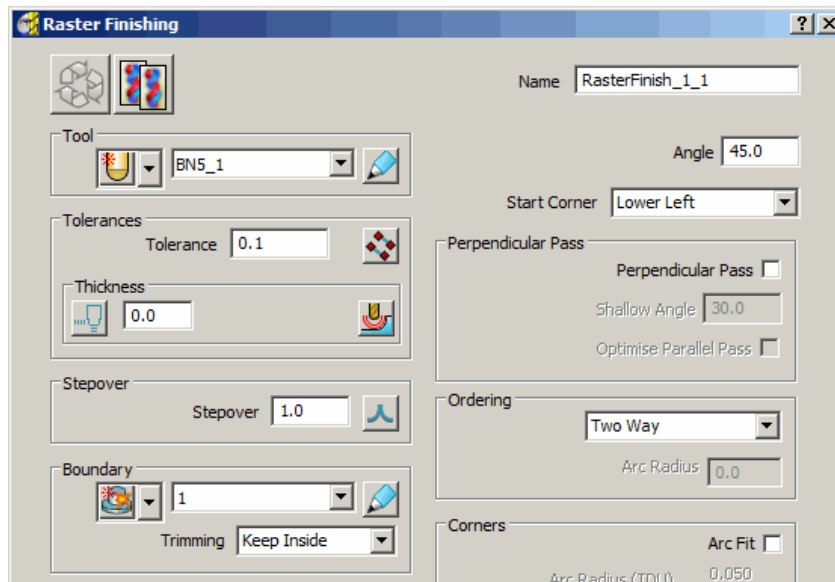 Raster Finishing
Name RasterFinish_1_1
Tool
BN5_1
Angle 45.0
Start Corner Lower Left
Tolerances
Tolerance 0.1
Thickness
0.0
Perpendicular Pass
Perpendicular Pass
Shallow Angle 30.0
Optimise Parallel Pass
Stepover
Stepover 1.0
Ordering
Two Way
Arc Radius 0.0
Boundary
1
Trimming Keep Inside
Corners
Arc Fit
Arc Radius (TDU) 0.050